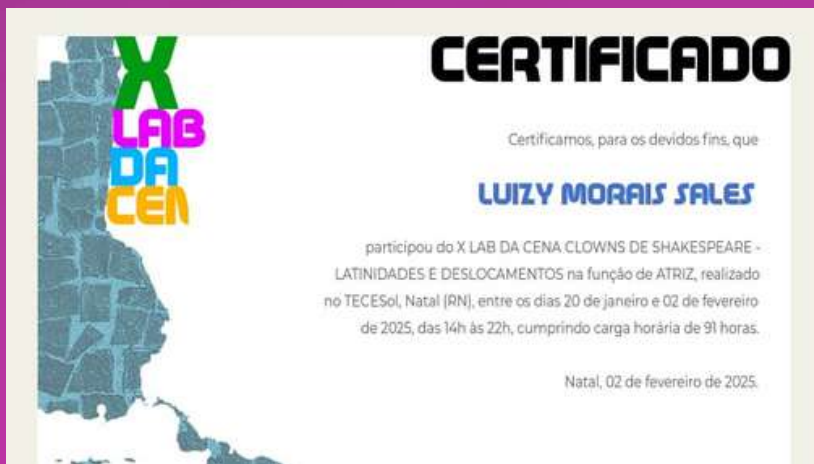 X
LAB
DA
CEN
CERTIFICADO
Certificamos, para os devidos fins, que
LUIZY MORAIS SALES
participou do X LAB DA CENA CLOWNS DE SHAKESPEARE -
LATINIDADES E DESLOCAMENTOS na função de ATRIZ, realizado
no TECESol, Natal (RN), entre os dias 20 de janeiro e 02 de fevereiro
de 2025, das 14h às 22h, cumprindo carga horária de 91 horas.
Natal, 02 de fevereiro de 2025.